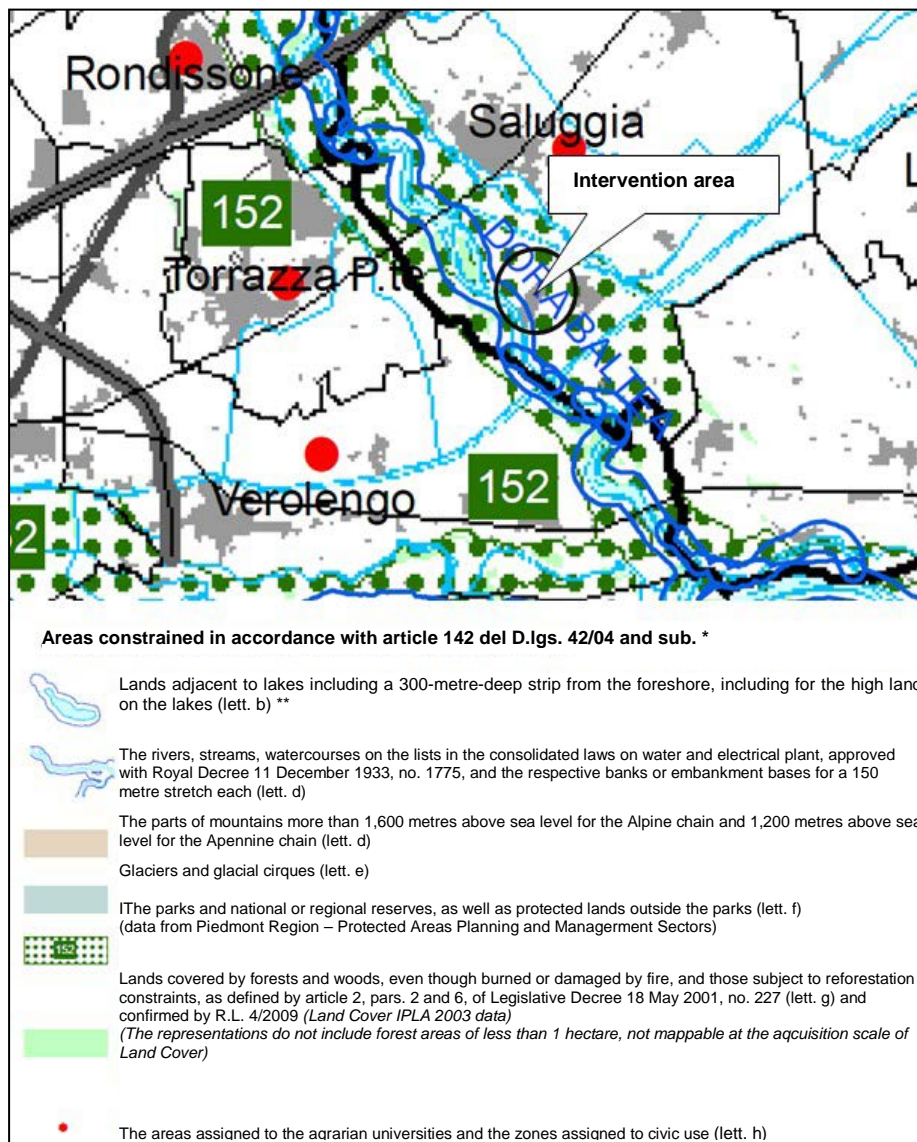 Rondissone
Saluggia
L
Intervention area
152
Torrazza P.te
DORA BALTEA
152
Verolengo
2
Areas constrained in accordance with article 142 del D.lgs. 42/04 and sub. *
Lands adjacent to lakes including a 300-metre-deep strip from the foreshore, including for the high land
on the lakes (lett. b) **
The rivers, streams, watercourses on the lists in the consolidated laws on water and electrical plant, approved
with Royal Decree 11 December 1933, no. 1775, and the respective banks or embankment bases for a 150
metre stretch each (lett. d)
The parts of mountains more than 1,600 metres above sea level for the Alpine chain and 1,200 metres above sea
level for the Apennine chain (lett. d)
Glaciers and glacial cirques (lett. e)
IThe parks and national or regional reserves, as well as protected lands outside the parks (lett. f)
(data from Piedmont Region – Protected Areas Planning and Management Sectors)
152
Lands covered by forests and woods, even though burned or damaged by fire, and those subject to reforestation
constraints, as defined by article 2, pars. 2 and 6, of Legislative Decree 18 May 2001, no. 227 (lett. g) and
confirmed by R.L. 4/2009 (Land Cover IPLA 2003 data)
(The representations do not include forest areas of less than 1 hectare, not mappable at the aqcuisition scale of
Land Cover)
The areas assigned to the agrarian universities and the zones assigned to civic use (lett. h)